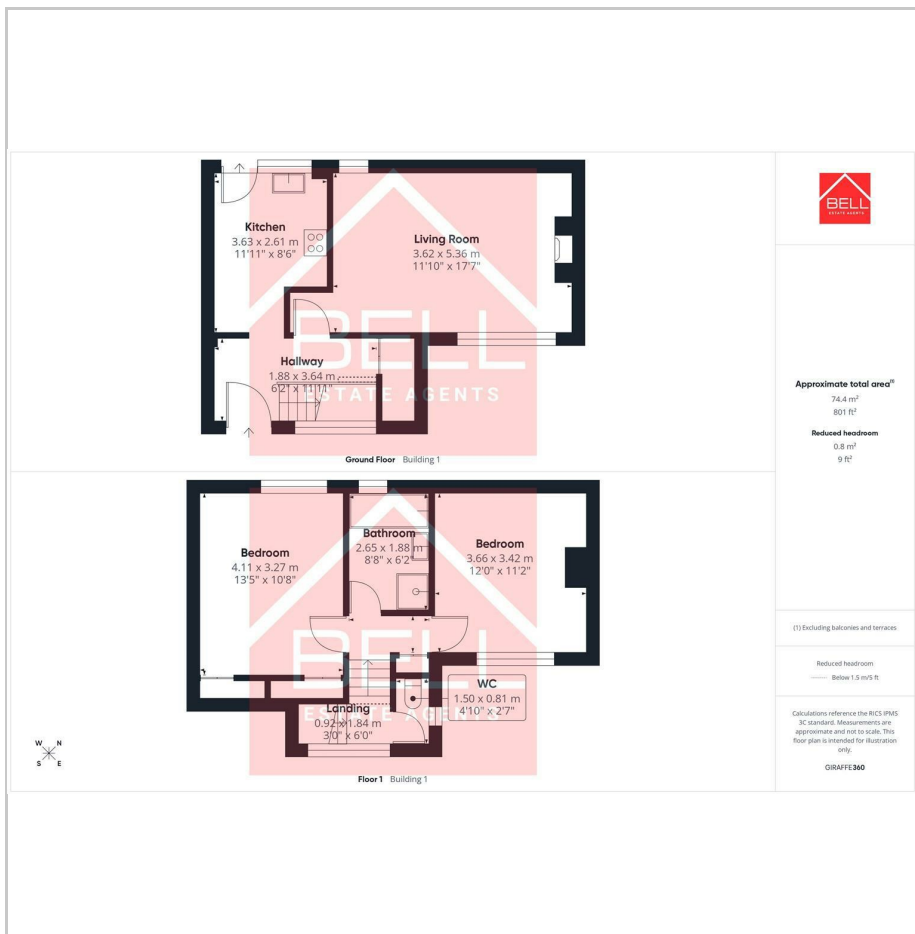 Kitchen
3.63 x 2.61 m
11'11" x 8'6"
Living Room
3.62 x 5.36 m
11'10" x 17'7"
Hallway
1.88 x 3.64 m
6'2" x 11'11"
BELL
ESTATE AGENTS
Ground Floor Building 1
Bedroom
4.11 x 3.27 m
13'5" x 10'8"
Bathroom
2.65 x 1.88 m
8'8" x 6'2"
Bedroom
3.66 x 3.42 m
12'0" x 11'2"
BELL
ESTATE AGENTS
WC
1.50 x 0.81 m
4'10" x 2'7"
Landing
0.92 x 1.84 m
3'0" x 6'0"
W N
S E
Floor 1 Building 1
BELL
ESTATE AGENTS
Approximate total area(1)
74.4 m²
801 ft²
Reduced headroom
0.8 m²
9 ft²
(1) Excluding balconies and terraces
Reduced headroom
Below 1.5 m/5 ft
Calculations reference the RICS IPMS
3C standard. Measurements are
approximate and not to scale. This
floor plan is intended for illustration
only.
GIRAFFE360